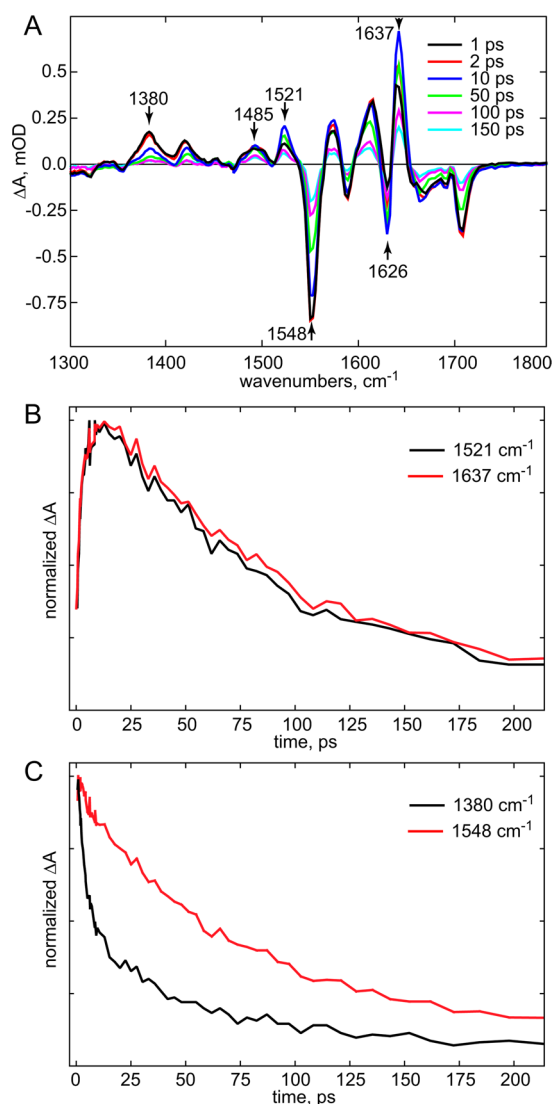 A
1637
1 ps
2 ps
10 ps
50 ps
100 ps
150 ps
1380
1485
1521
0.5
0.25
0.0
-0.25
-0.5
-0.75
ΔA, mOD
1548
1626
1300 1400 1500 1600 1700 1800
wavenumbers, cm⁻¹
B
1521 cm⁻¹
1637 cm⁻¹
normalized ΔA
0 25 50 75 100 125 150 175 200
time, ps
C
1380 cm⁻¹
1548 cm⁻¹
normalized ΔA
0 25 50 75 100 125 150 175 200
time, ps